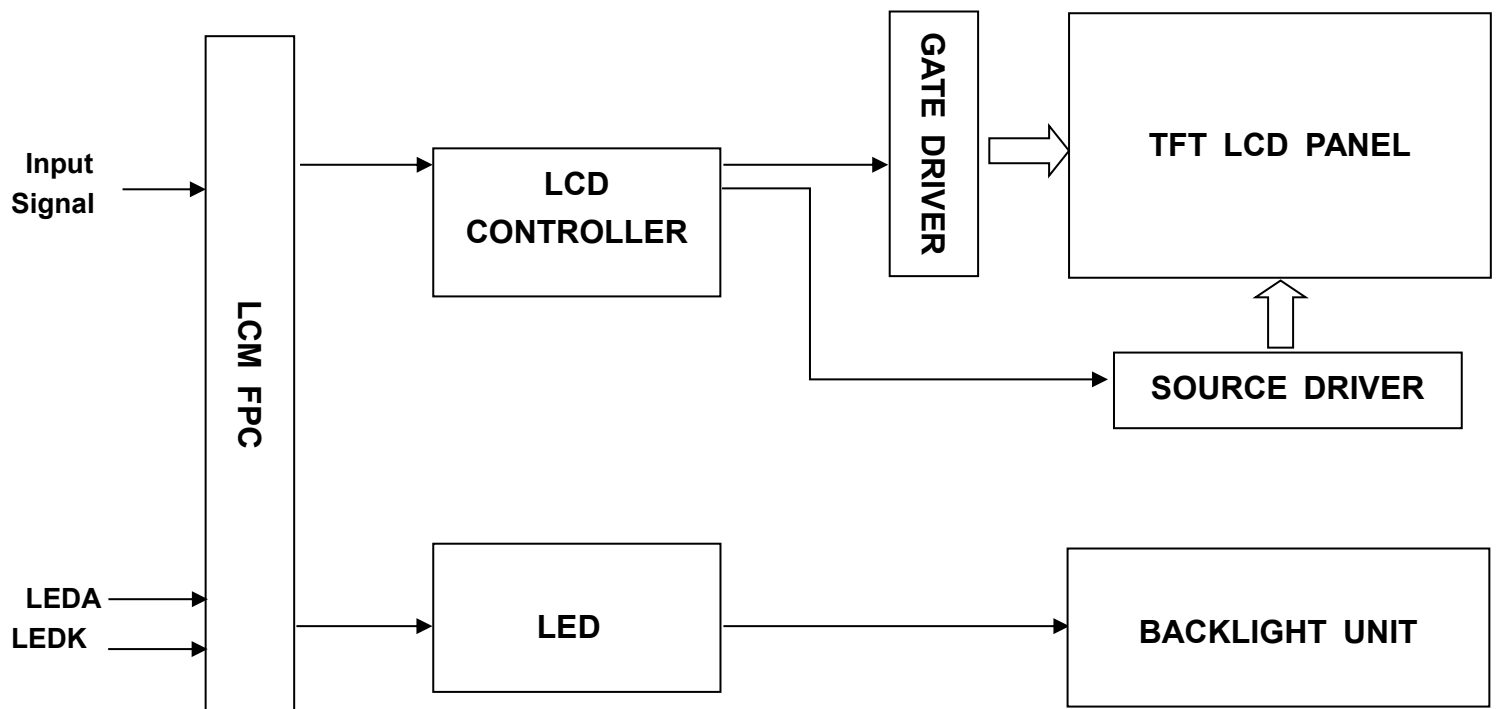 Input
Signal
LEDA
LEDK
LCM FPC
LCD
CONTROLLER
GATE DRIVER
TFT LCD PANEL
SOURCE DRIVER
LED
BACKLIGHT UNIT